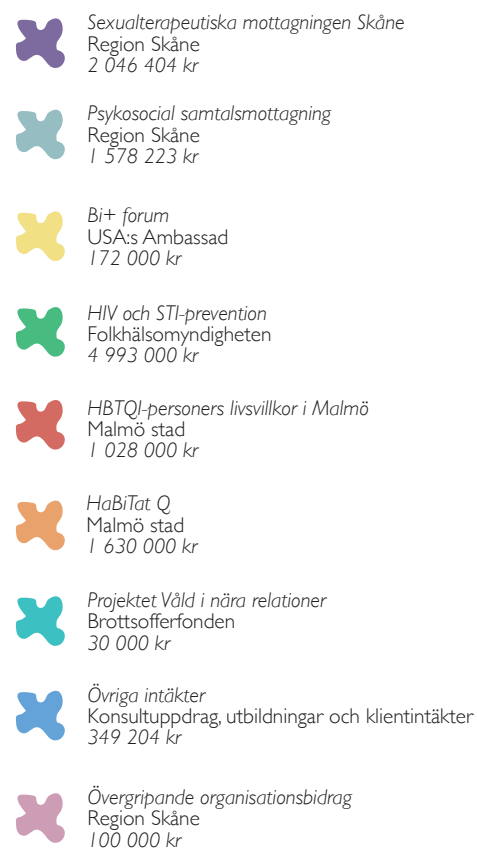 Sexualterapeutiska mottagningen Skåne
Region Skåne
2 046 404 kr
Psykosocial samtalsmottagning
Region Skåne
1 578 223 kr
Bi+ forum
USA:s Ambassad
172 000 kr
HIV och STI-prevention
Folkhälsomyndigheten
4 993 000 kr
HBTQI-personers livsvillkor i Malmö
Malmö stad
1 028 000 kr
HaBiTat Q
Malmö stad
1 630 000 kr
Projektet Våld i nära relationer
Brottsofferfonden
30 000 kr
Övriga intäkter
Konsultuppdrag, utbildningar och klientintäkter
349 204 kr
Övergripande organisationsbidrag
Region Skåne
100 000 kr